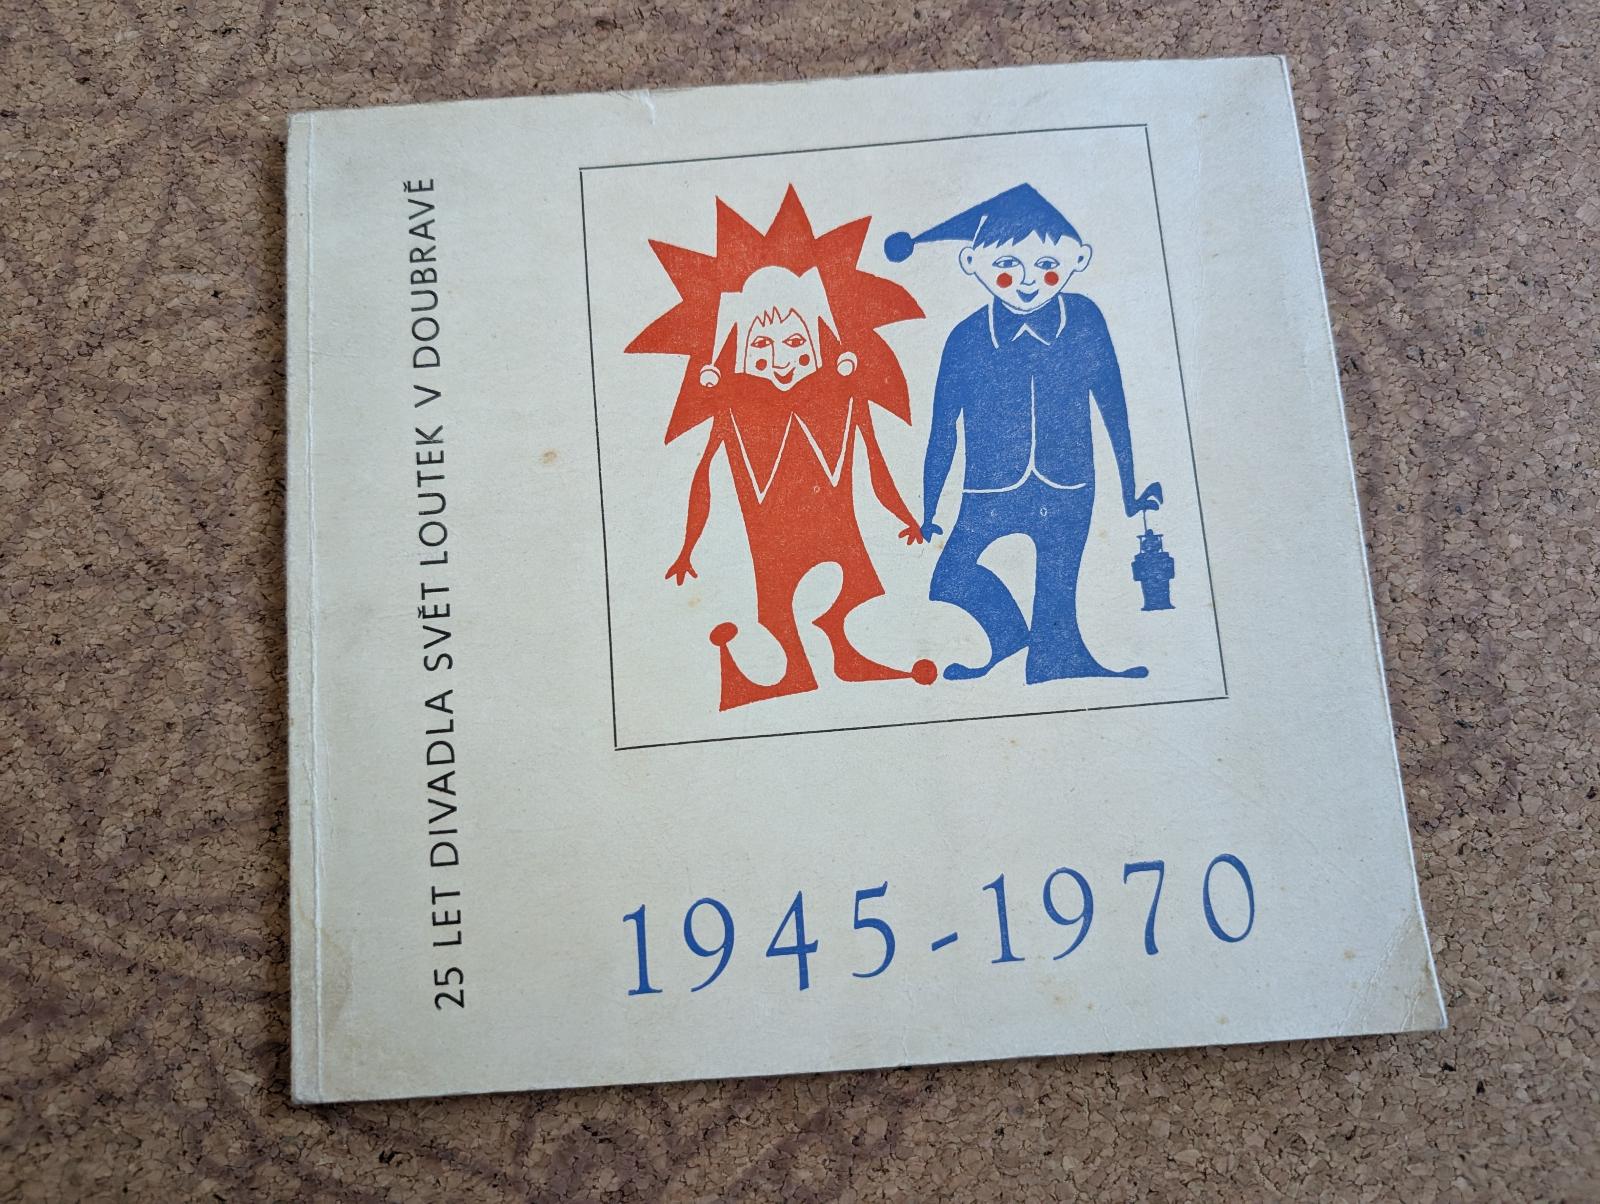 25 LET DIVADLA SVĚT LOUTEK V DOUBRAVĚ
1945-1970